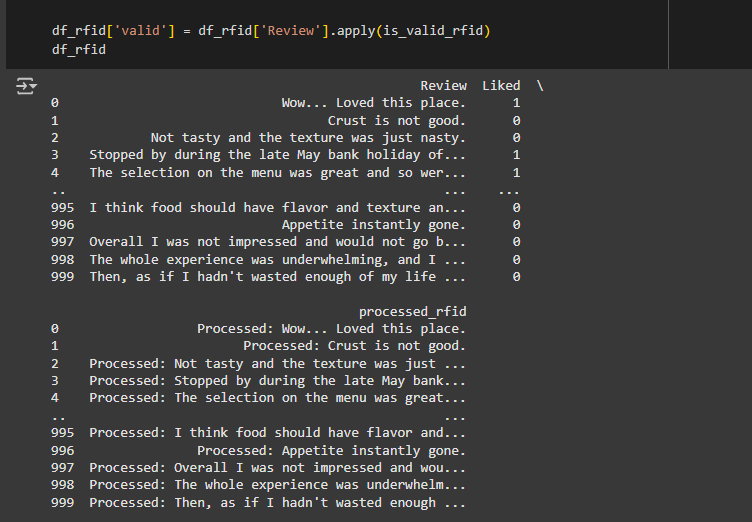 df_rfid['valid'] = df_rfid['Review'].apply(is_valid_rfid)
df_rfid
Review Liked \
0 Wow... Loved this place. 1
1 Crust is not good. 0
2 Not tasty and the texture was just nasty. 0
3 Stopped by during the late May bank holiday of... 1
4 The selection on the menu was great and so wer... 1
.. ... ...
995 I think food should have flavor and texture an... 0
996 Appetite instantly gone. 0
997 Overall I was not impressed and would not go b... 0
998 The whole experience was underwhelming, and I ... 0
999 Then, as if I hadn't wasted enough of my life ... 0
processed_rfid
0 Processed: Wow... Loved this place.
1 Processed: Crust is not good.
2 Processed: Not tasty and the texture was just ...
3 Processed: Stopped by during the late May bank...
4 Processed: The selection on the menu was great...
.. ...
995 Processed: I think food should have flavor and...
996 Processed: Appetite instantly gone.
997 Processed: Overall I was not impressed and wou...
998 Processed: The whole experience was underwhelm...
999 Processed: Then, as if I hadn't wasted enough ...